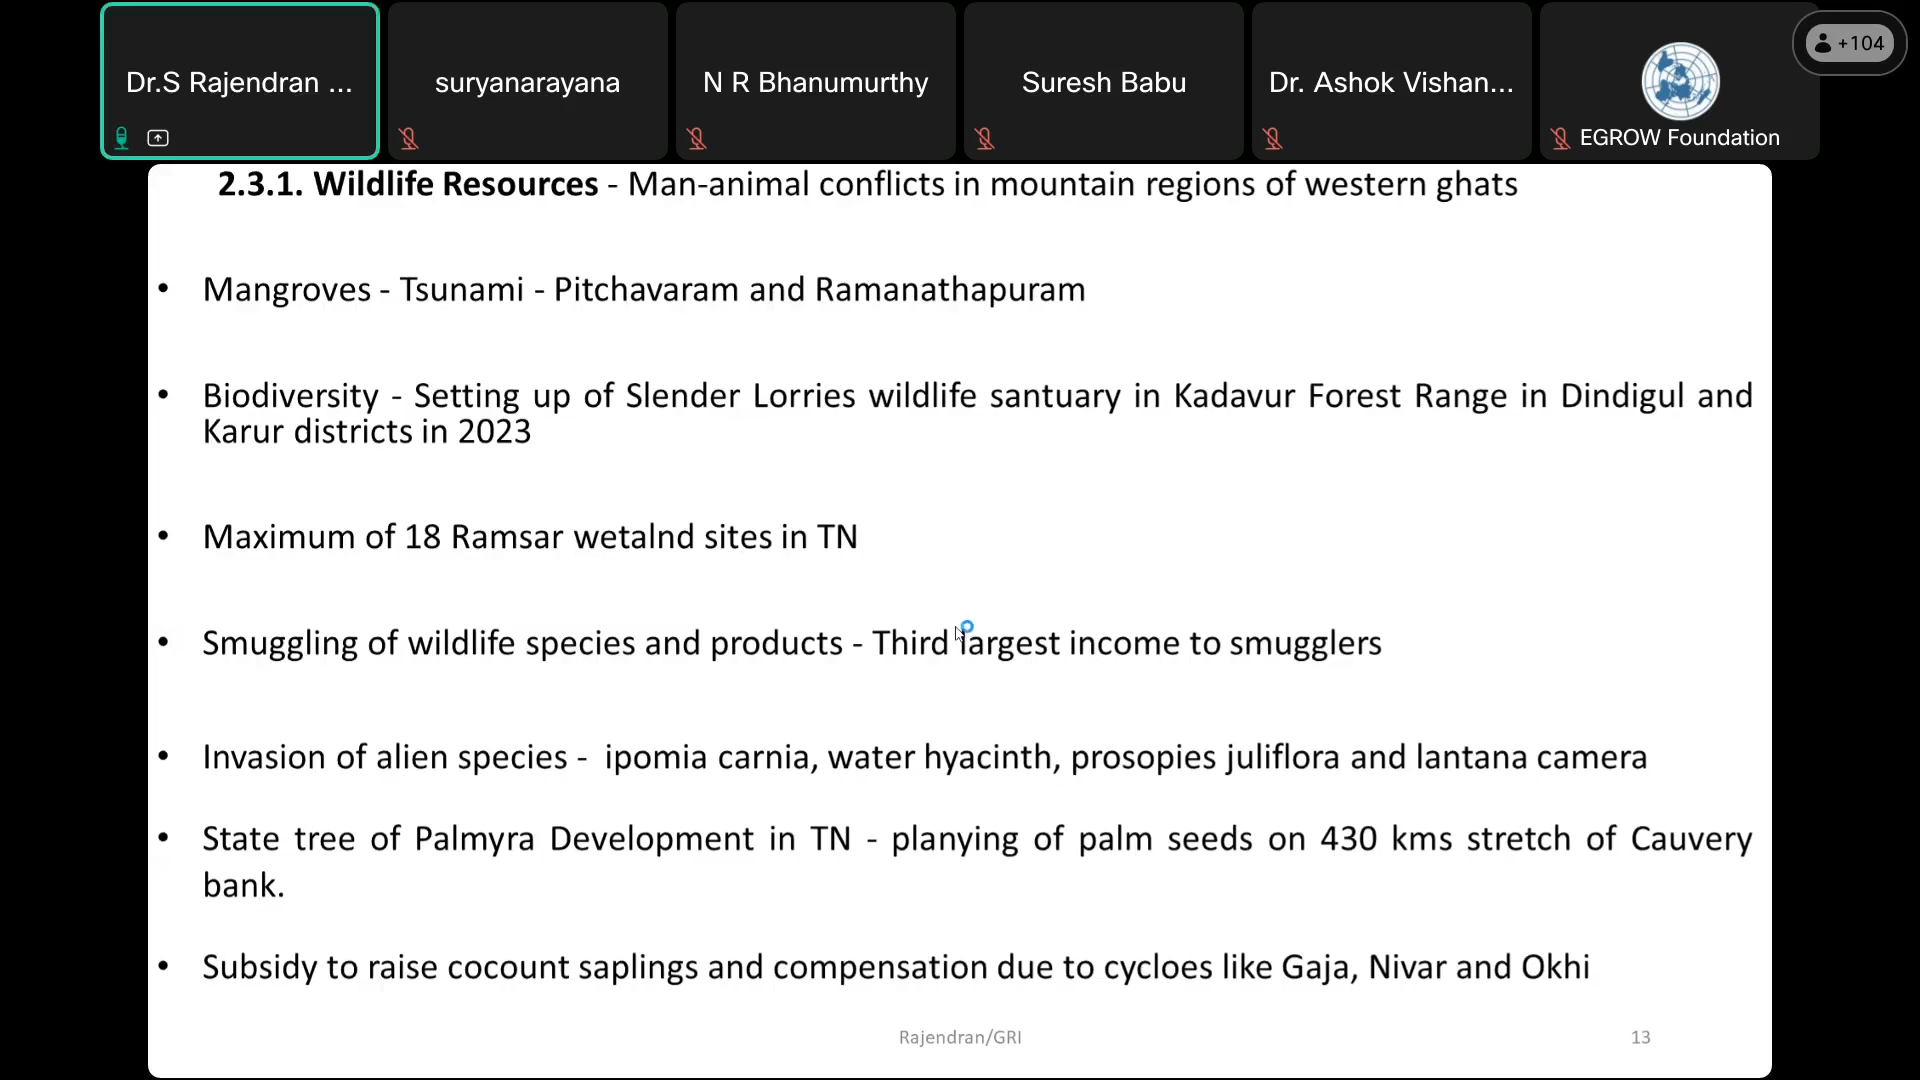 Dr.S Rajendran ...
suryanarayana
N R Bhanumurthy
Suresh Babu
Dr. Ashok Vishan...
EGROW Foundation
+104
2.3.1. Wildlife Resources - Man-animal conflicts in mountain regions of western ghats
• Mangroves - Tsunami - Pitchavaram and Ramanathapuram
• Biodiversity - Setting up of Slender Lorries wildlife santuary in Kadavur Forest Range in Dindigul and
Karur districts in 2023
• Maximum of 18 Ramsar wetalnd sites in TN
• Smuggling of wildlife species and products - Third largest income to smugglers
• Invasion of alien species - ipomia carnia, water hyacinth, prosopies juliflora and lantana camera
• State tree of Palmyra Development in TN - planying of palm seeds on 430 kms stretch of Cauvery
bank.
• Subsidy to raise cocount saplings and compensation due to cycloes like Gaja, Nivar and Okhi
Rajendran/GRI
13